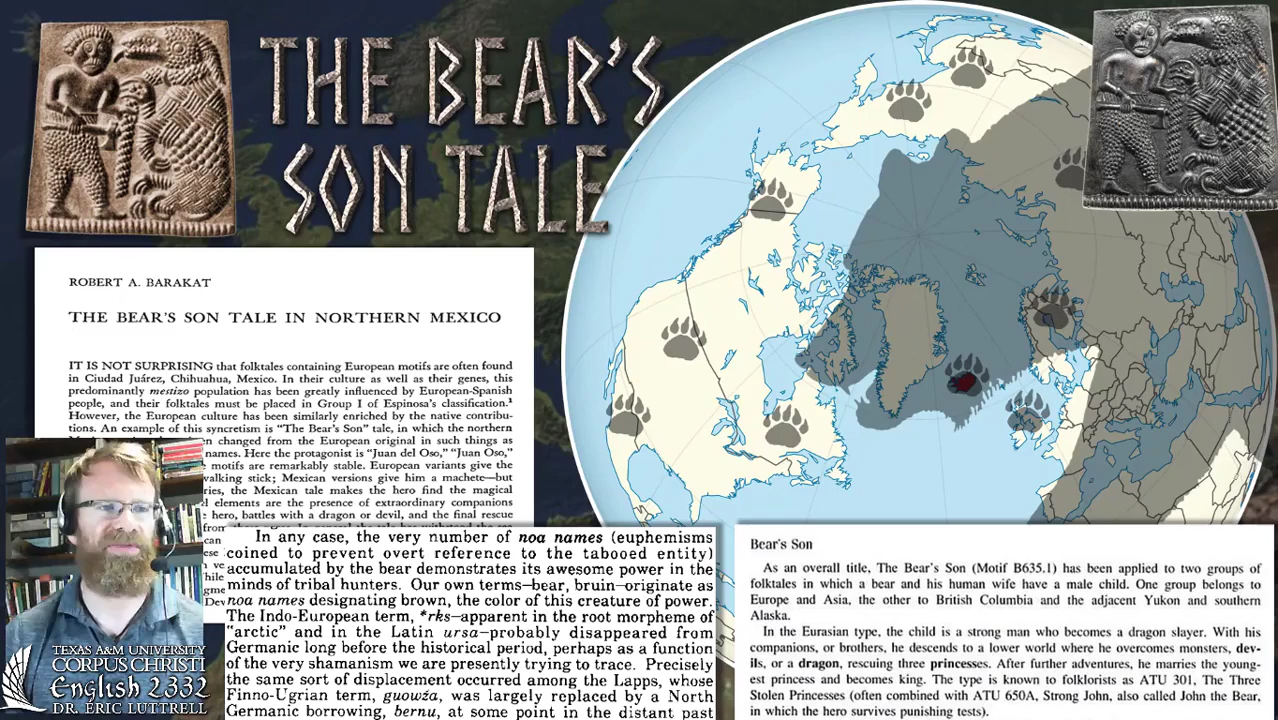 THE BEAR'S
SON TALE
ROBERT A. BARAKAT
THE BEAR'S SON TALE IN NORTHERN MEXICO
IT IS NOT SURPRISING that folktales containing European motifs are often found
in Ciudad Juárez, Chihuahua, Mexico. In their culture as well as their genes, this
predominantly mestizo population has been greatly influenced by European-Spanish
people, and their folktales must be placed in Group I of Espinosa's classification.¹
However, the European culture has been similarly enriched by the native contribu-
tions. An example of this syncretism is "The Bear's Son" tale, in which the northern
changed from the European original in such things as
names. Here the protagonist is "Juan del Oso," "Juan Oso,"
motifs are remarkably stable. European variants give the
walking stick; Mexican versions give him a machete—but
the Mexican tale makes the hero find the magical
elements are the presence of extraordinary companions
hero, battles with a dragon or devil, and the final rescue
from
In any case, the very number of noa names (euphemisms
coined to prevent overt reference to the tabooed entity)
accumulated by the bear demonstrates its awesome power in the
minds of tribal hunters. Our own terms—bear, bruin—originate as
noa names designating brown, the color of this creature of power.
The Indo-European term, *rks—apparent in the root morpheme of
"arctic" and in the Latin ursa—probably disappeared from
Germanic long before the historical period, perhaps as a function
of the very shamanism we are presently trying to trace. Precisely
the same sort of displacement occurred among the Lapps, whose
Finno-Ugrian term, guowža, was largely replaced by a North
Germanic borrowing, bernu, at some point in the distant past
Bear's Son
As an overall title, The Bear's Son (Motif B635.1) has been applied to two groups of
folktales in which a bear and his human wife have a male child. One group belongs to
Europe and Asia, the other to British Columbia and the adjacent Yukon and southern
Alaska.
In the Eurasian type, the child is a strong man who becomes a dragon slayer. With his
companions, or brothers, he descends to a lower world where he overcomes monsters, dev-
ils, or a dragon, rescuing three princesses. After further adventures, he marries the young-
est princess and becomes king. The type is known to folklorists as ATU 301, The Three
Stolen Princesses (often combined with ATU 650A, Strong John, also called John the Bear,
in which the hero survives punishing tests).
TEXAS A&M UNIVERSITY
CORPUS CHRISTI
English 2332
DR. ERIC LUTTRELL